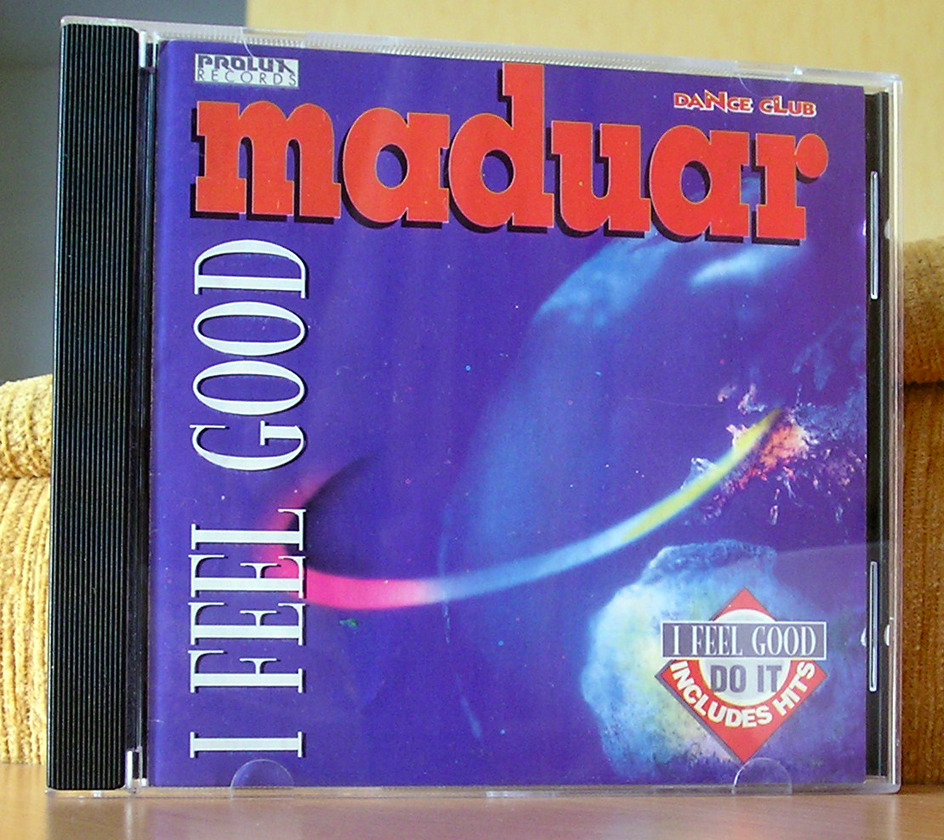 PROLUX
RECORDS
maduar
DANCE CLUB
I FEEL GOOD
I FEEL GOOD
DO IT
INCLUDES HITS